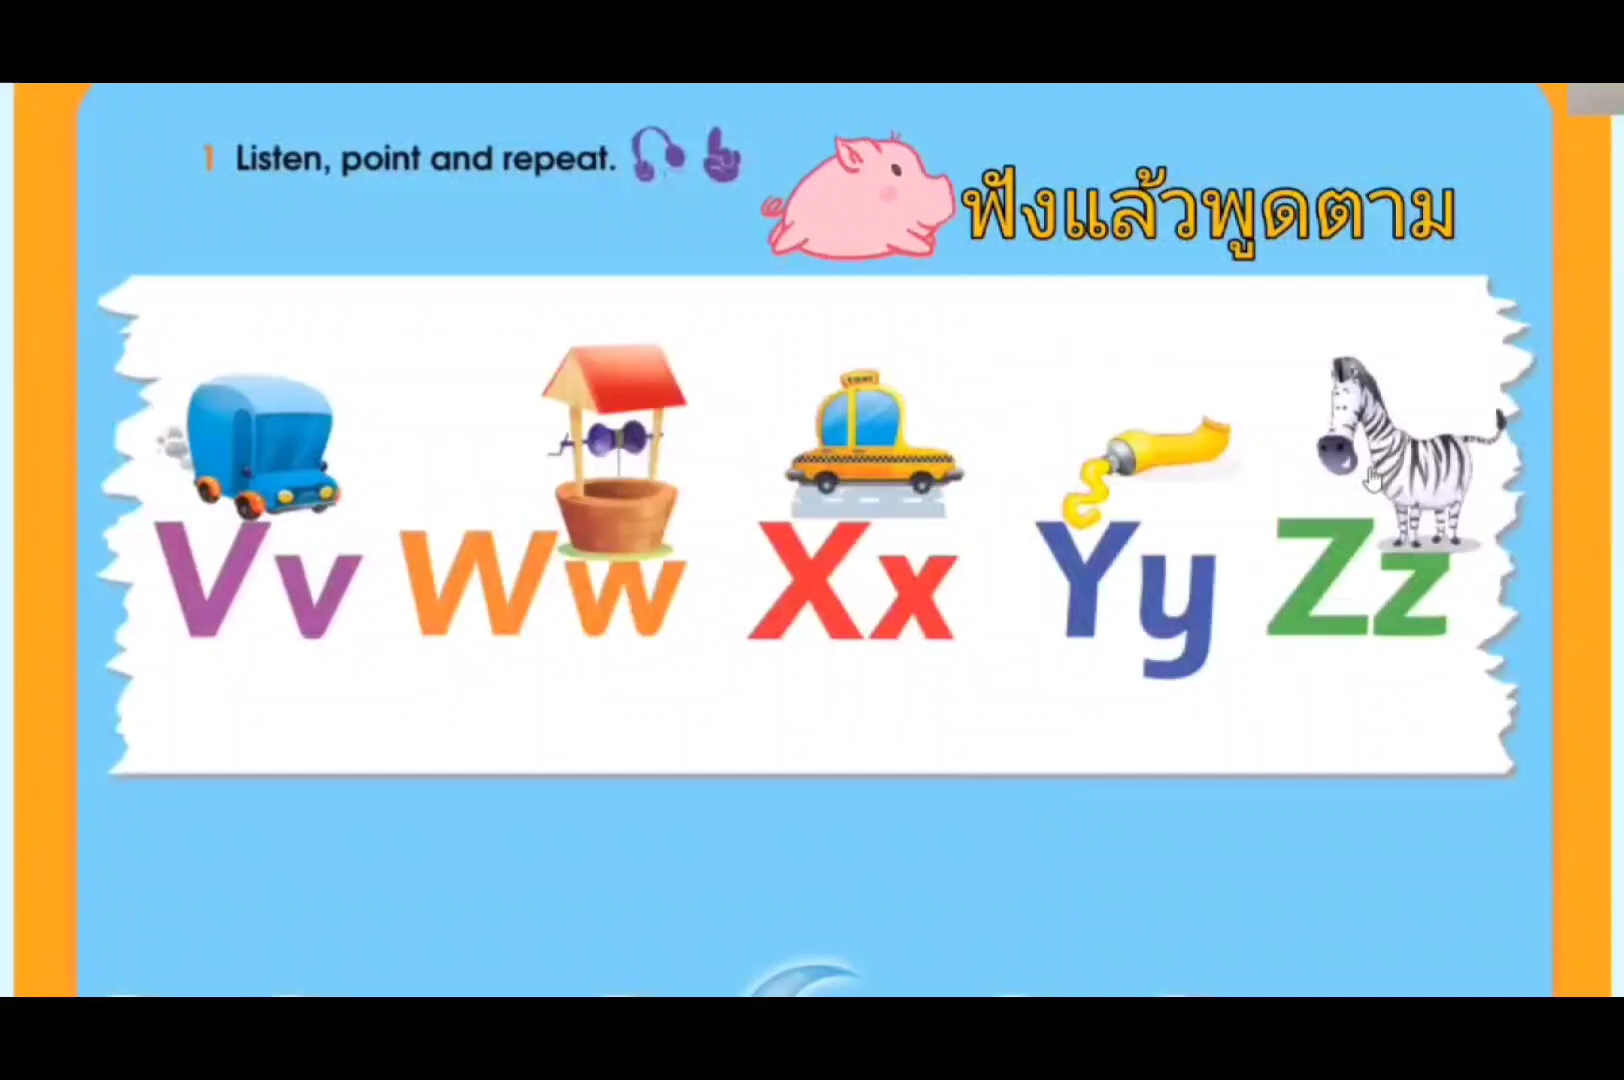 1 Listen, point and repeat.
ฟังแล้วพูดตาม
Vv Ww Xx Yy Zz